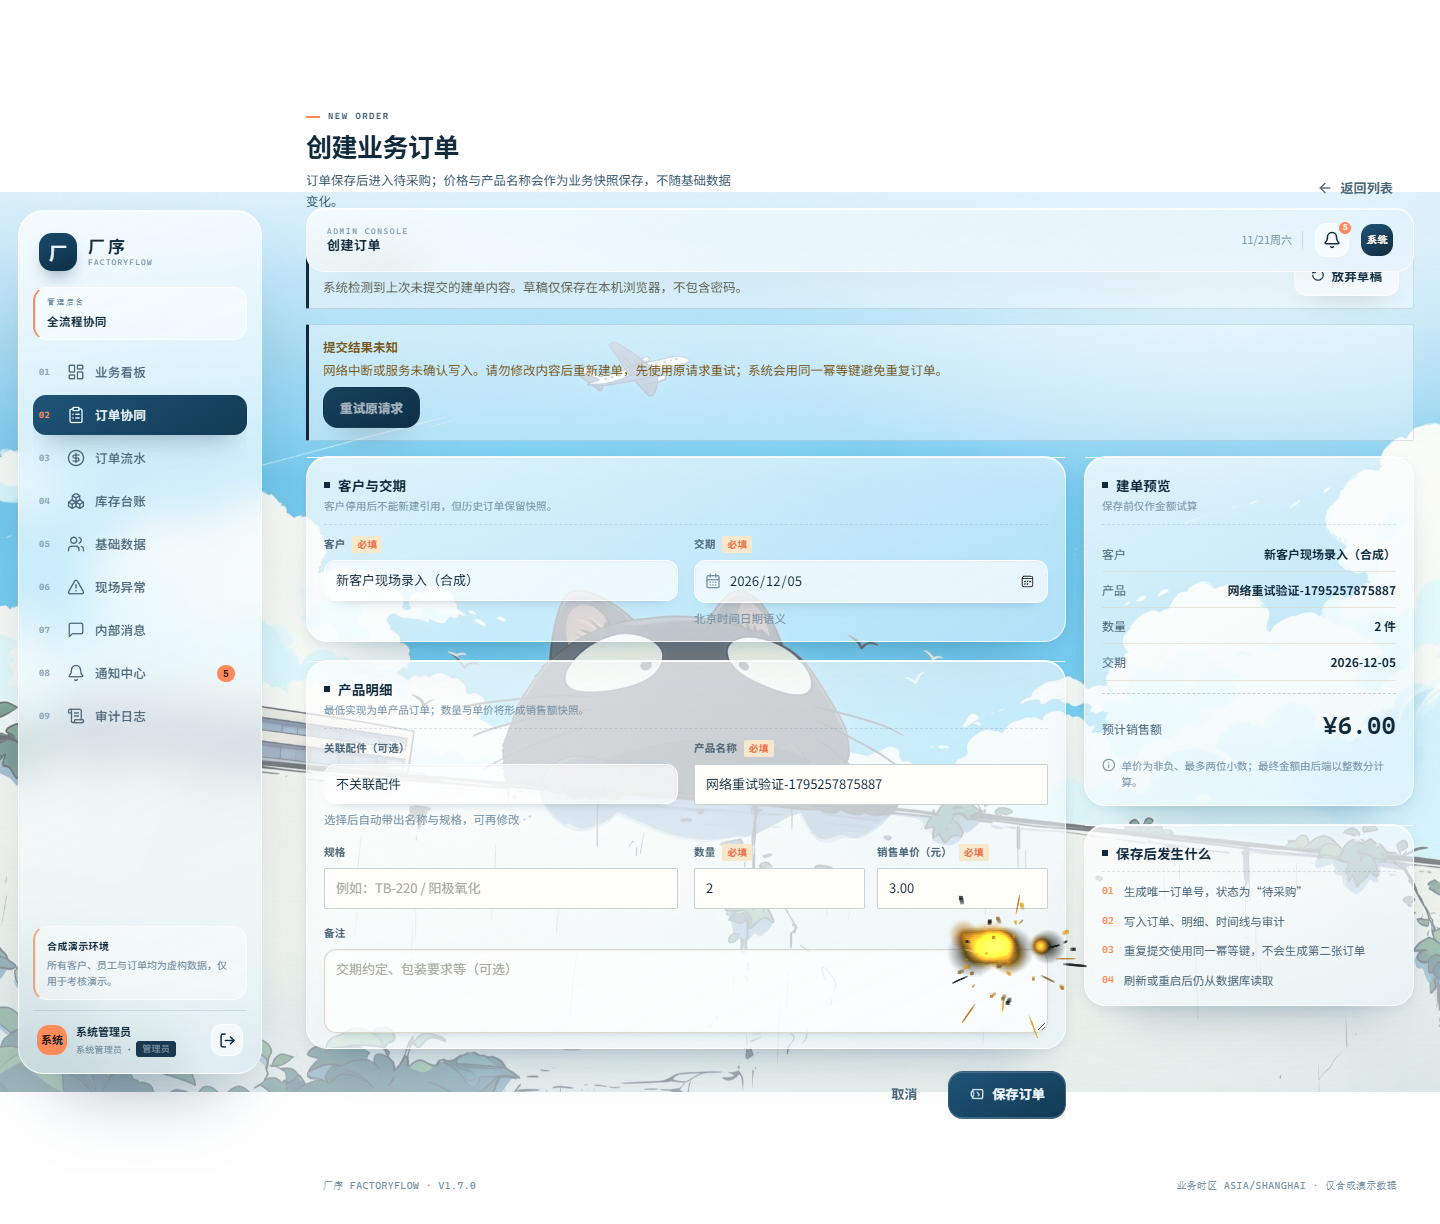 NEW ORDER
创建业务订单
订单保存后进入待采购；价格与产品名称会作为业务快照保存，不随基础数据
变化。
返回列表
厂
厂序
FACTORYFLOW
管理后台
全流程协同
01 业务看板
02 订单协同
03 订单流水
04 库存台账
05 基础数据
06 现场异常
07 内部消息
08 通知中心 5
09 审计日志
合成演示环境
所有客户、员工与订单均为虚构数据，仅
用于考核演示。
系统
系统管理员
系统管理员 · 管理员
ADMIN CONSOLE
创建订单
11/21周六
5
系统
系统检测到上次未提交的建单内容。草稿仅保存在本机浏览器，不包含密码。
放弃草稿
提交结果未知
网络中断或服务未确认写入。请勿修改内容后重新建单，先使用原请求重试；系统会用同一幂等键避免重复订单。
重试原请求
客户与交期
客户停用后不能新建引用，但历史订单保留快照。
客户 必填
新客户现场录入（合成）
交期 必填
2026/12/05
北京时间日期语义
产品明细
最低实现为单产品订单；数量与单价将形成销售额快照。
关联配件（可选）
不关联配件
选择后自动带出名称与规格，可再修改
产品名称 必填
网络重试验证-1795257875887
规格
例如：TB-220 / 阳极氧化
数量 必填
2
销售单价（元） 必填
3.00
备注
交期约定、包装要求等（可选）
取消
保存订单
建单预览
保存前仅作金额试算
客户 新客户现场录入（合成）
产品 网络重试验证-1795257875887
数量 2 件
交期 2026-12-05
预计销售额 ¥6.00
单价为非负、最多两位小数；最终金额由后端以整数分计
算。
保存后发生什么
01 生成唯一订单号，状态为“待采购”
02 写入订单、明细、时间线与审计
03 重复提交使用同一幂等键，不会生成第二张订单
04 刷新或重启后仍从数据库读取
厂序 FACTORYFLOW · V1.7.0
业务时区 ASIA/SHANGHAI · 仅合成演示数据